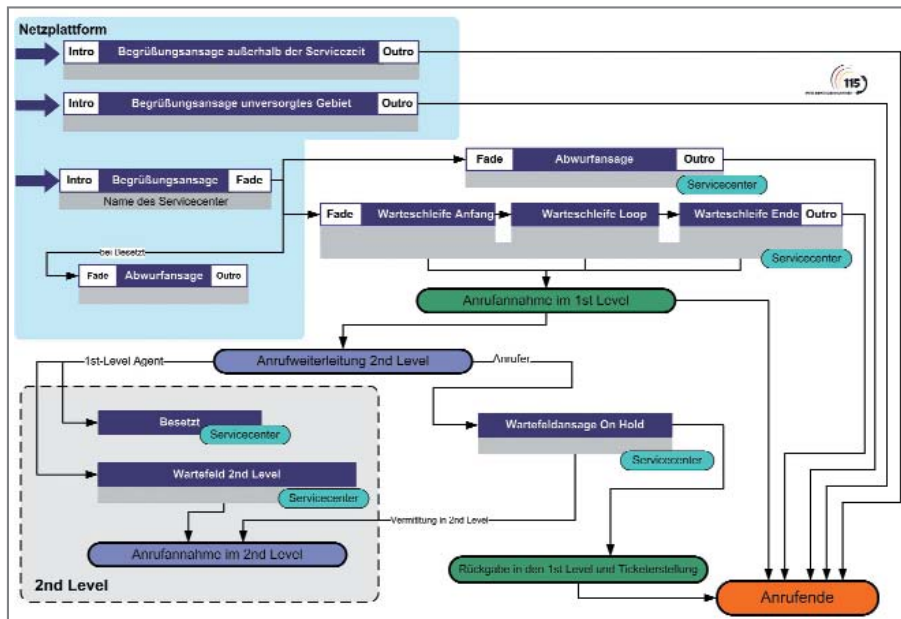 Netzplattform
Intro Begrüßungsansage außerhalb der Servicezeit Outro
115
Intro Begrüßungsansage unversorgtes Gebiet Outro
Fade Abwurfansage Outro
Servicecenter
Intro Begrüßungsansage Fade
Name des Servicecenter
Fade Warteschleife Anfang Warteschleife Loop Warteschleife Ende Outro
Servicecenter
bei Besetzt
Fade Abwurfansage Outro
Anrufannahme im 1st Level
1st-Level Agent
Anrufweiterleitung 2nd Level
Anrufer
Besetzt
Servicecenter
Wartefeldansage On Hold
Servicecenter
Wartefeld 2nd Level
Servicecenter
Vermittlung in 2nd Level
Anrufannahme im 2nd Level
2nd Level
Rückgabe in den 1st Level und Ticketerstellung
Anrufende